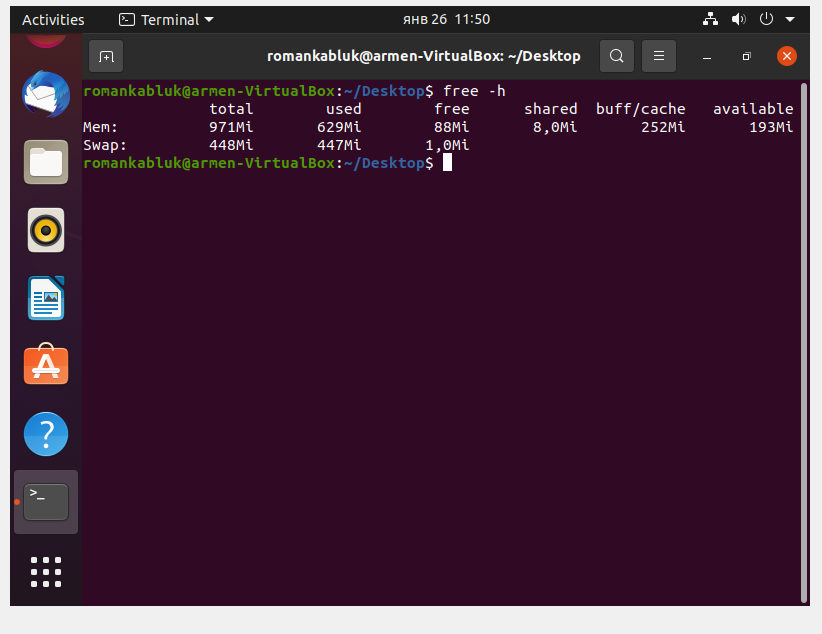 Activities Terminal янв 26 11:50
romankabluk@armen-VirtualBox: ~/Desktop
romankabluk@armen-VirtualBox:~/Desktop$ free -h
total used free shared buff/cache available
Mem: 971Mi 629Mi 88Mi 8,0Mi 252Mi 193Mi
Swap: 448Mi 447Mi 1,0Mi
romankabluk@armen-VirtualBox:~/Desktop$